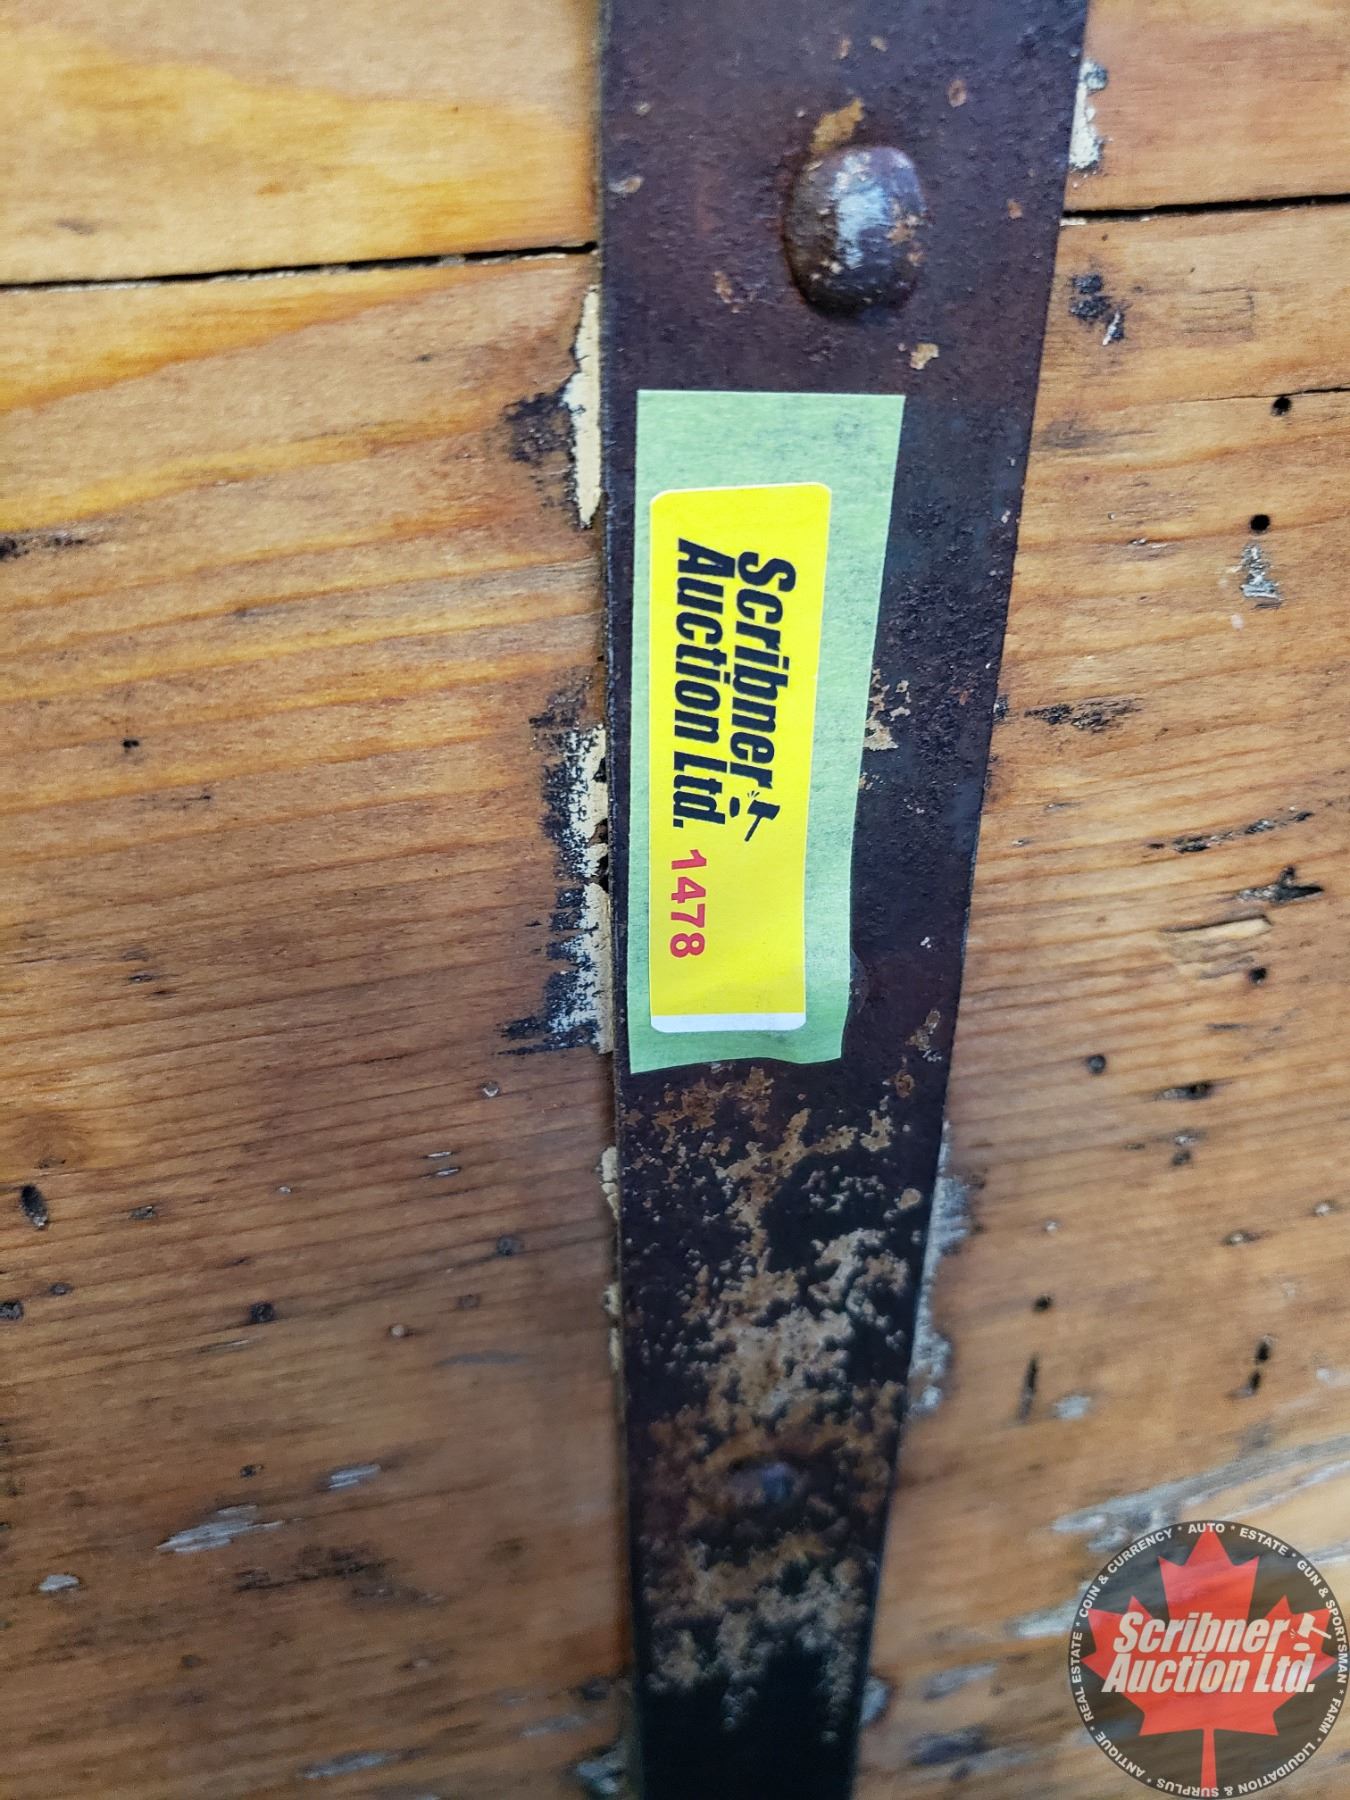 Scribner
Auction Ltd.
1478
COIN & CURRENCY * AUTO * ESTATE * GUN & SPORTSMAN * FARM * LIQUIDATION & SURPLUS * ANTIQUE * REAL ESTATE *
Scribner
Auction Ltd.